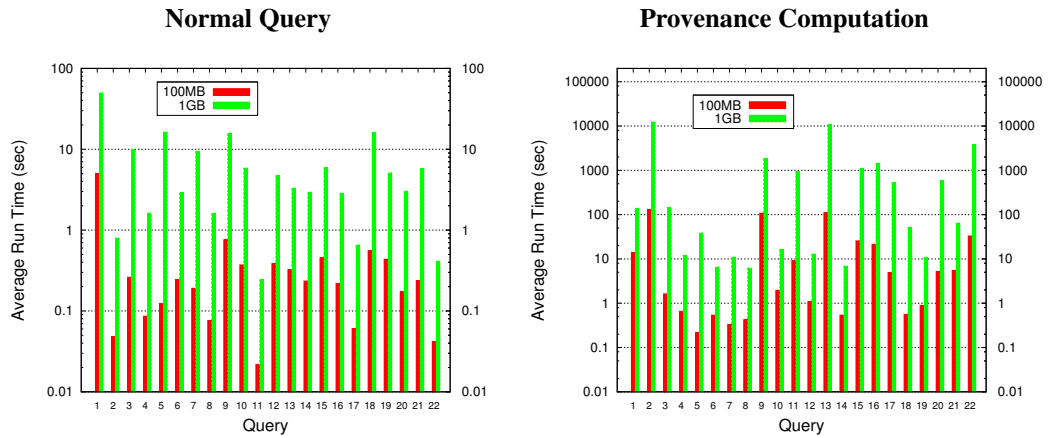 Normal Query
100
10
1
0.1
0.01
Average Run Time (sec)
100MB
1GB
100
10
1
0.1
0.01
1 2 3 4 5 6 7 8 9 10 11 12 13 14 15 16 17 18 19 20 21 22
Query
Provenance Computation
100000
10000
1000
100
10
1
0.1
0.01
Average Run Time (sec)
100MB
1GB
100000
10000
1000
100
10
1
0.1
0.01
1 2 3 4 5 6 7 8 9 10 11 12 13 14 15 16 17 18 19 20 21 22
Query